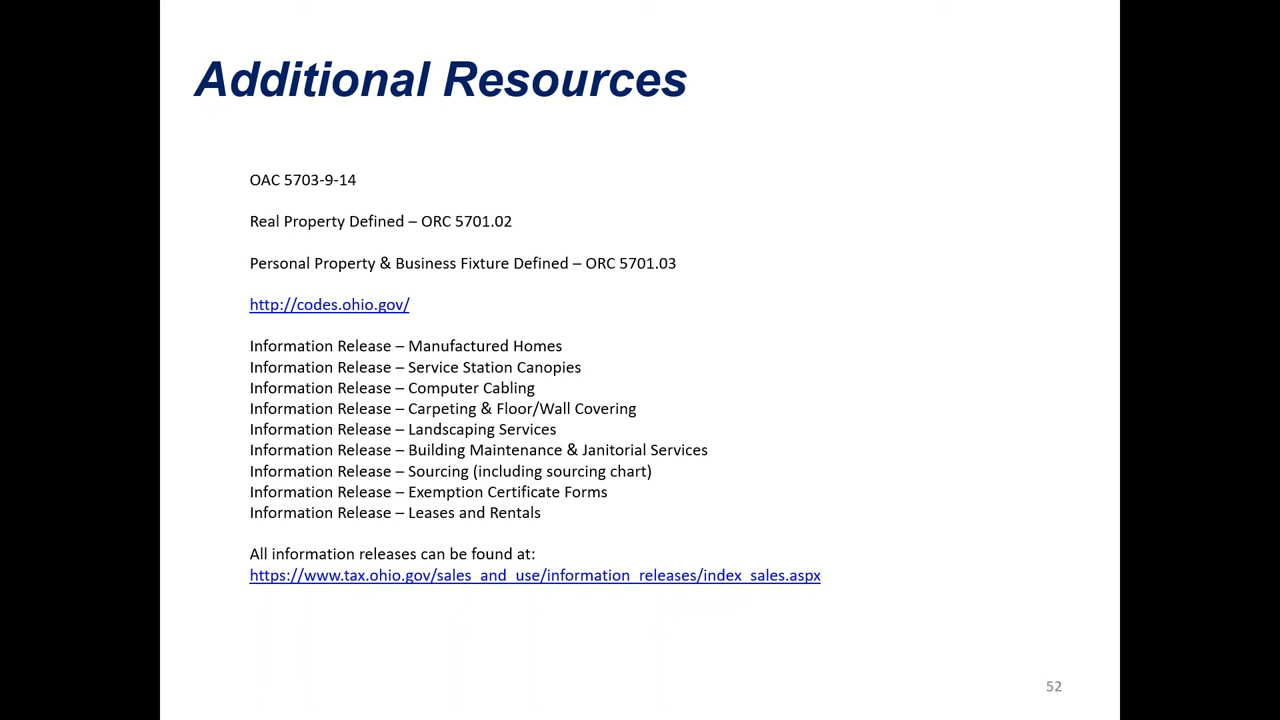 Additional Resources
OAC 5703-9-14
Real Property Defined – ORC 5701.02
Personal Property & Business Fixture Defined – ORC 5701.03
http://codes.ohio.gov/
Information Release – Manufactured Homes
Information Release – Service Station Canopies
Information Release – Computer Cabling
Information Release – Carpeting & Floor/Wall Covering
Information Release – Landscaping Services
Information Release – Building Maintenance & Janitorial Services
Information Release – Sourcing (including sourcing chart)
Information Release – Exemption Certificate Forms
Information Release – Leases and Rentals
All information releases can be found at:
https://www.tax.ohio.gov/sales_and_use/information_releases/index_sales.aspx
52